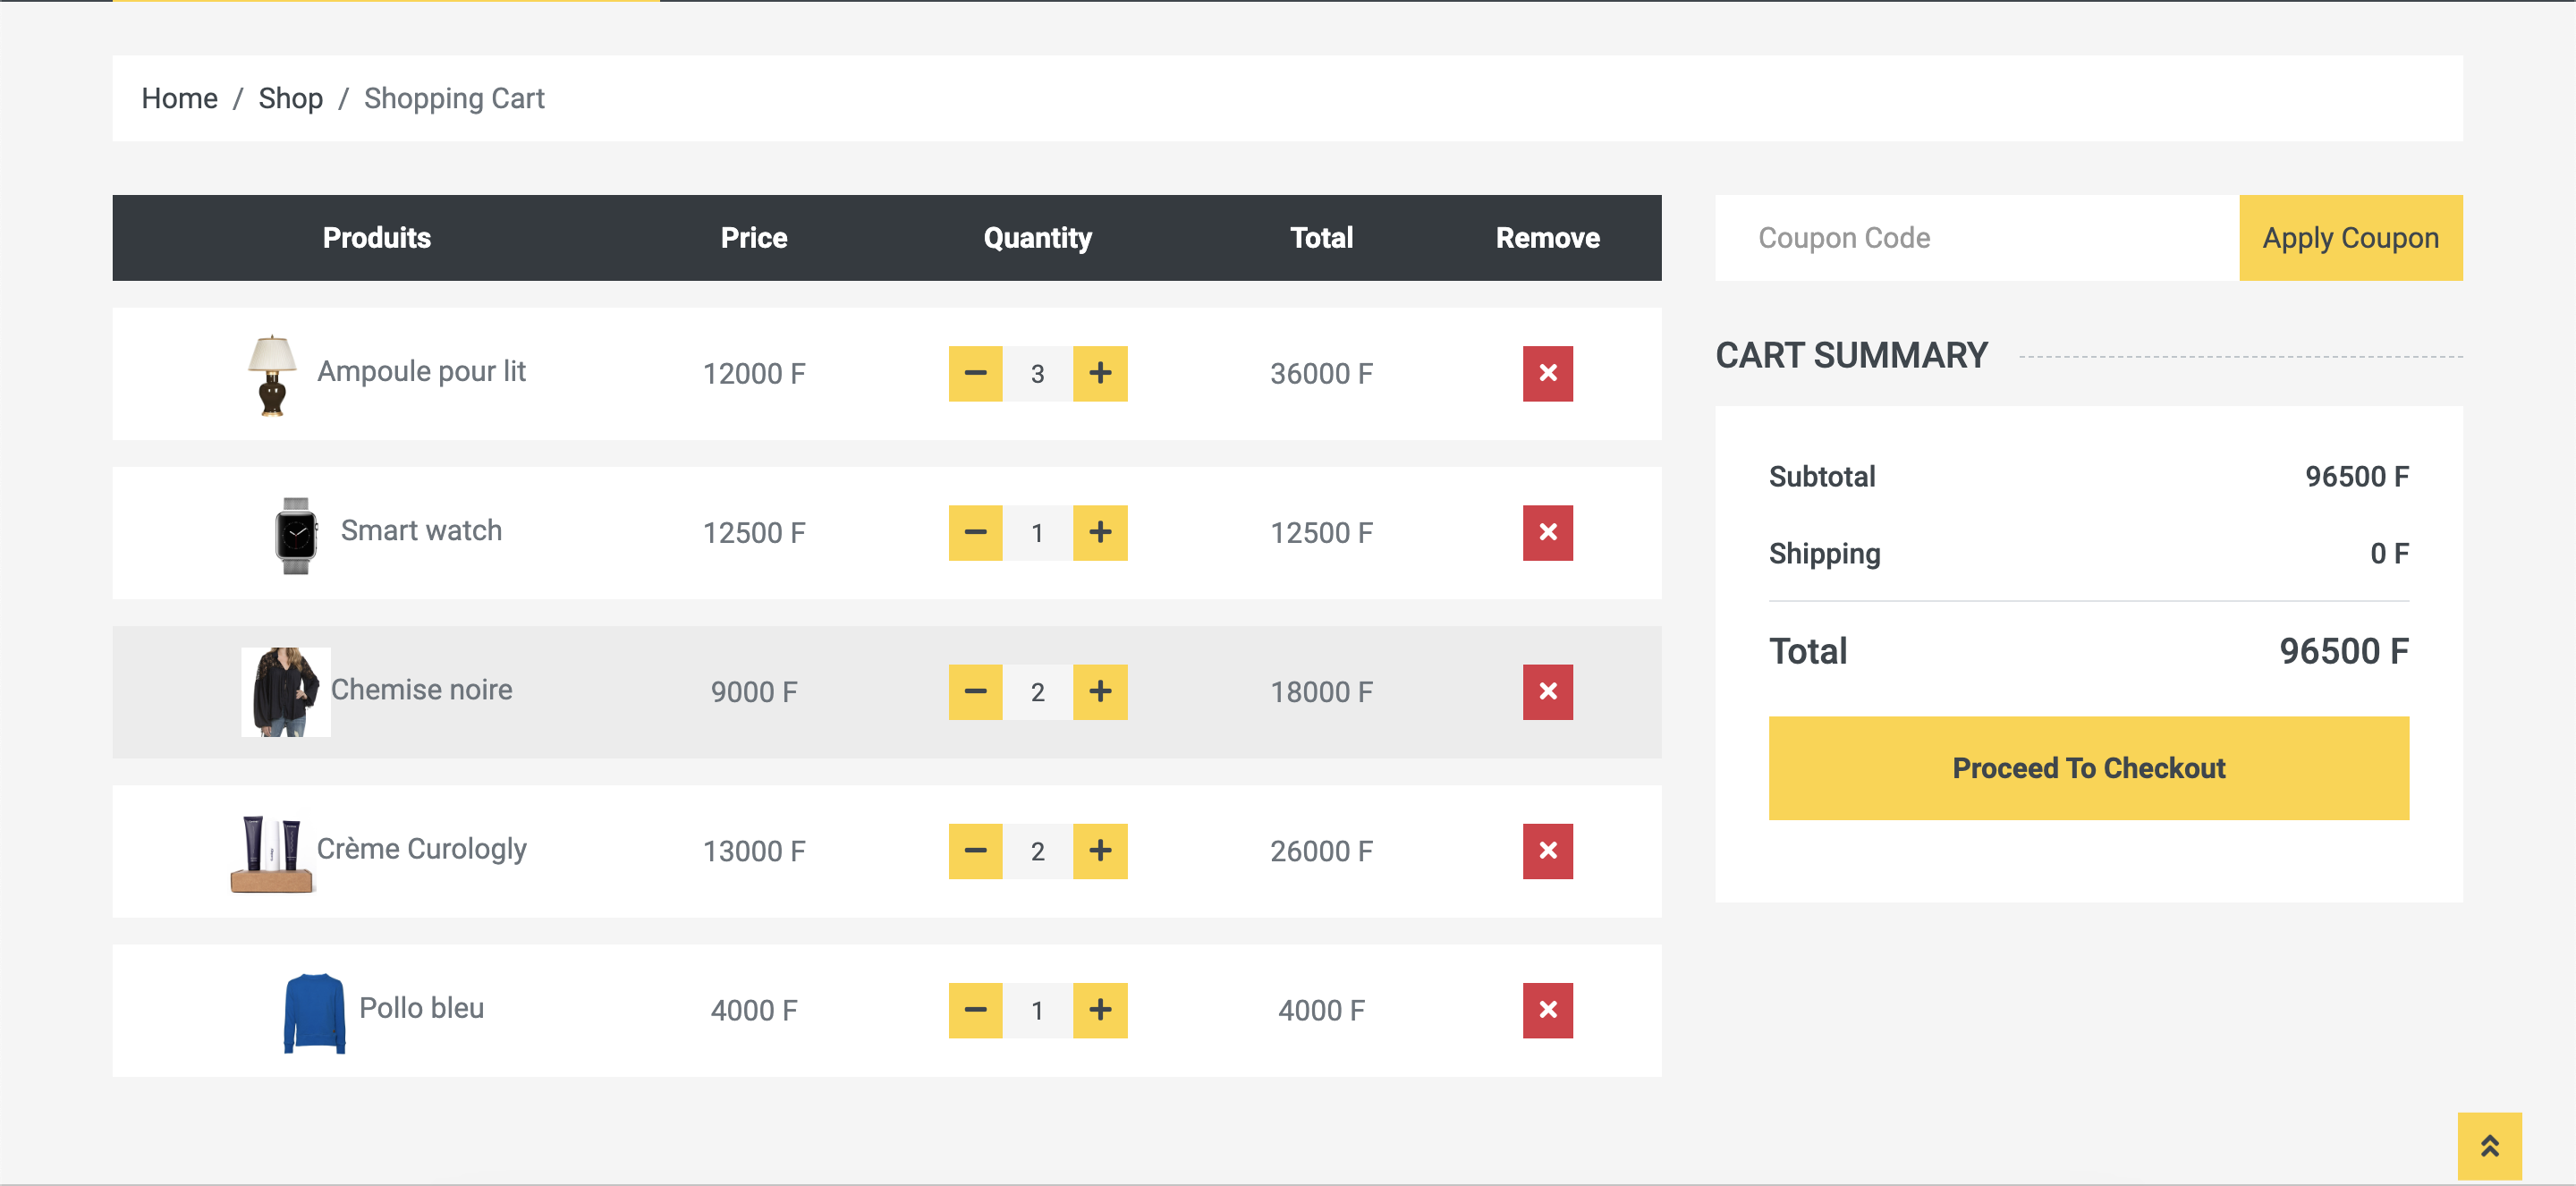 Home / Shop / Shopping Cart
Produits Price Quantity Total Remove
Ampoule pour lit 12000 F 3 36000 F
Smart watch 12500 F 1 12500 F
Chemise noire 9000 F 2 18000 F
Crème Curologly 13000 F 2 26000 F
Pollo bleu 4000 F 1 4000 F
Coupon Code Apply Coupon
CART SUMMARY
Subtotal 96500 F
Shipping 0 F
Total 96500 F
Proceed To Checkout